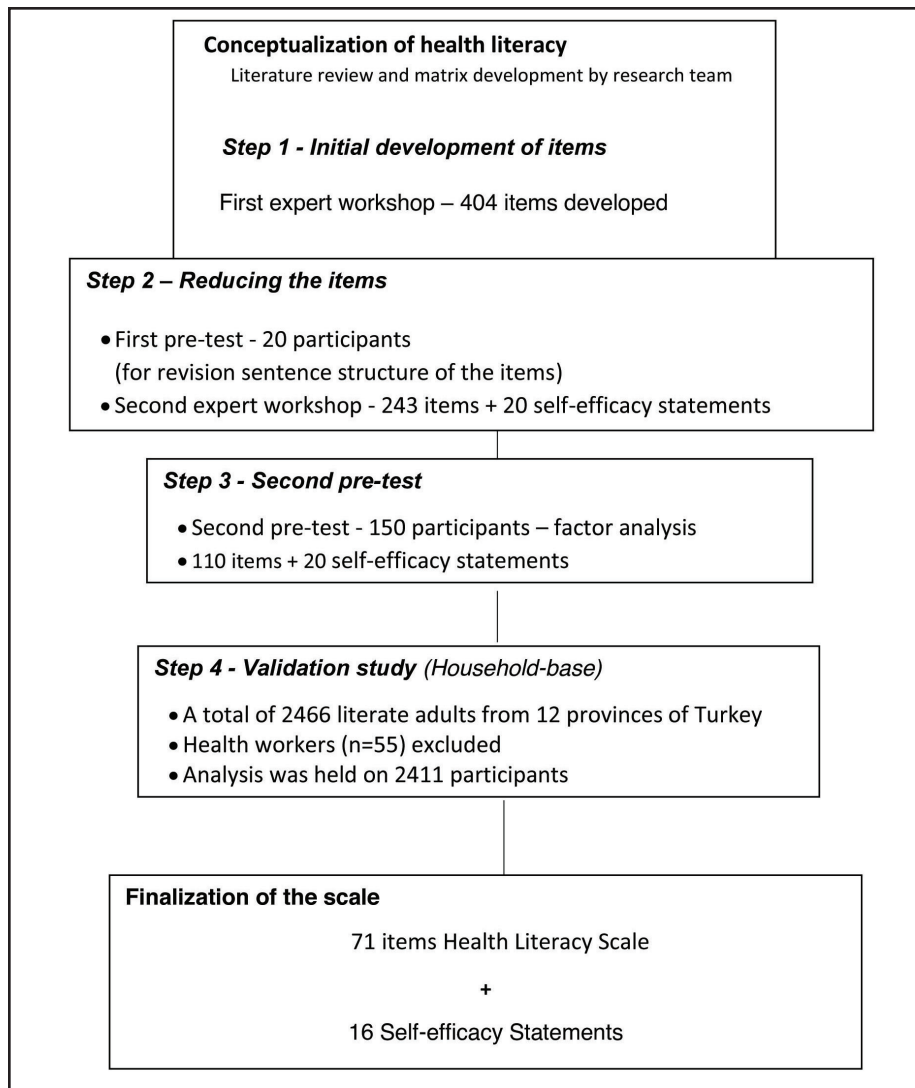 Conceptualization of health literacy
Literature review and matrix development by research team
Step 1 - Initial development of items
First expert workshop – 404 items developed
Step 2 – Reducing the items
• First pre-test - 20 participants
(for revision sentence structure of the items)
• Second expert workshop - 243 items + 20 self-efficacy statements
Step 3 - Second pre-test
• Second pre-test - 150 participants – factor analysis
• 110 items + 20 self-efficacy statements
Step 4 - Validation study (Household-base)
• A total of 2466 literate adults from 12 provinces of Turkey
• Health workers (n=55) excluded
• Analysis was held on 2411 participants
Finalization of the scale
71 items Health Literacy Scale
+
16 Self-efficacy Statements